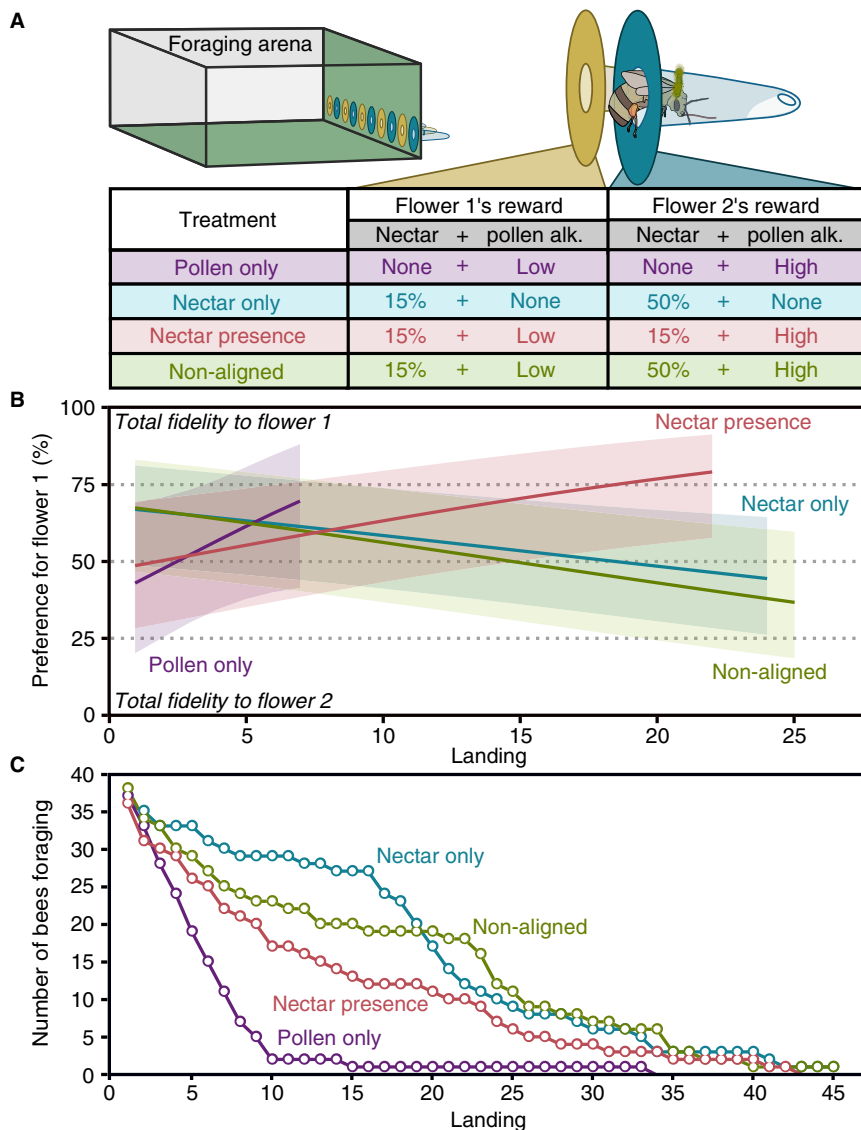 A
Foraging arena
Treatment Flower 1's reward Flower 2's reward
Nectar + pollen alk. Nectar + pollen alk.
Pollen only None + Low None + High
Nectar only 15% + None 50% + None
Nectar presence 15% + Low 15% + High
Non-aligned 15% + Low 50% + High
B
Preference for flower 1 (%)
100
75
50
25
0
Total fidelity to flower 1
Nectar presence
Nectar only
Pollen only
Non-aligned
Total fidelity to flower 2
0 5 10 15 20 25
Landing
C
Number of bees foraging
40
35
30
25
20
15
10
5
0
Nectar only
Non-aligned
Nectar presence
Pollen only
0 5 10 15 20 25 30 35 40 45
Landing